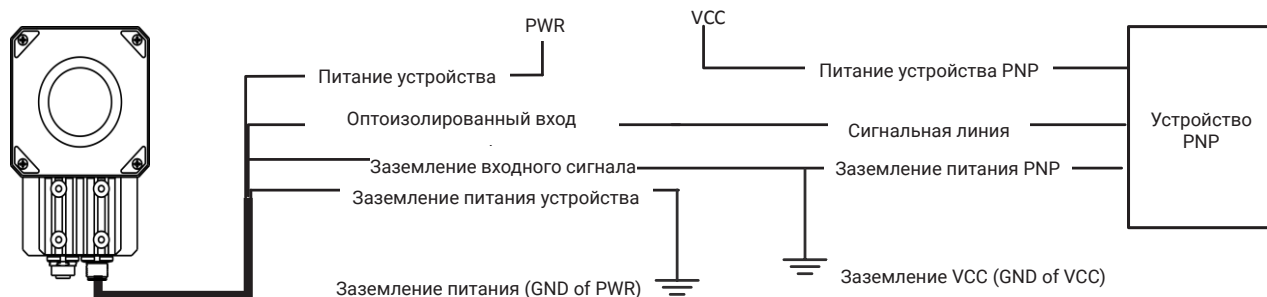 PWR
VCC
Питание устройства
Питание устройства PNP
Оптоизолированный вход
Сигнальная линия
Устройство
PNP
Заземление входного сигнала
Заземление питания PNP
Заземление питания устройства
Заземление питания (GND of PWR)
Заземление VCC (GND of VCC)